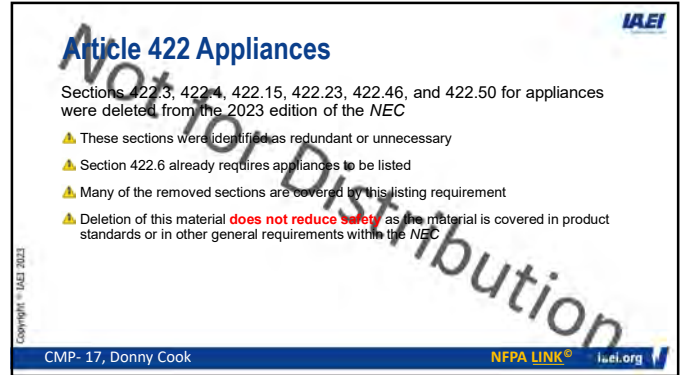 IAEI
Article 422 Appliances
Sections 422.3, 422.4, 422.15, 422.23, 422.46, and 422.50 for appliances
were deleted from the 2023 edition of the NEC
These sections were identified as redundant or unnecessary
Section 422.6 already requires appliances to be listed
Many of the removed sections are covered by this listing requirement
Deletion of this material does not reduce safety as the material is covered in product
standards or in other general requirements within the NEC
Not for Distribution
Copyright © IAEI 2023
CMP- 17, Donny Cook
NFPA LINK©
iaei.org